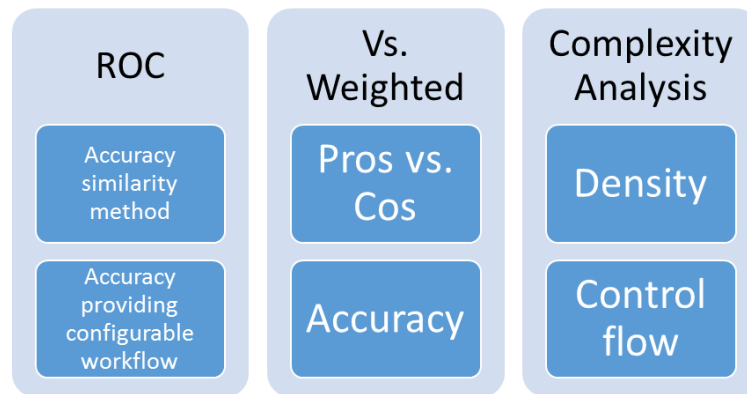 ROC
Accuracy
similarity
method
Accuracy
providing
configurable
workflow
Vs.
Weighted
Pros vs.
Cos
Accuracy
Complexity
Analysis
Density
Control
flow